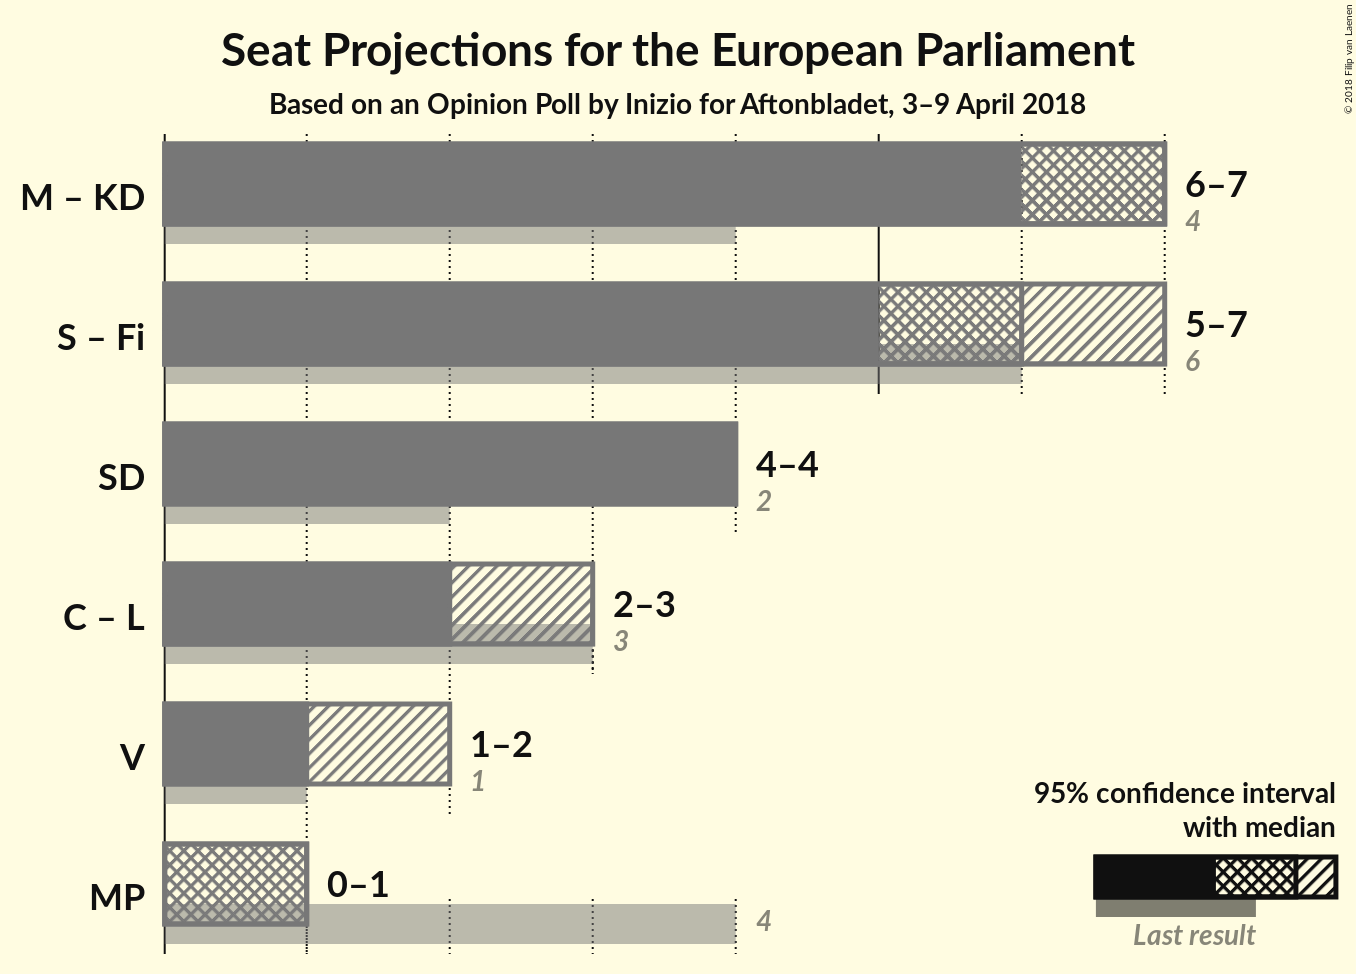 Seat Projections for the European Parliament
Based on an Opinion Poll by Inizio for Aftonbladet, 3–9 April 2018
© 2018 Filip van Laenen
M – KD
6–7
4
S – Fi
5–7
6
SD
4–4
2
C – L
2–3
3
V
1–2
1
MP
0–1
4
95% confidence interval
with median
Last result